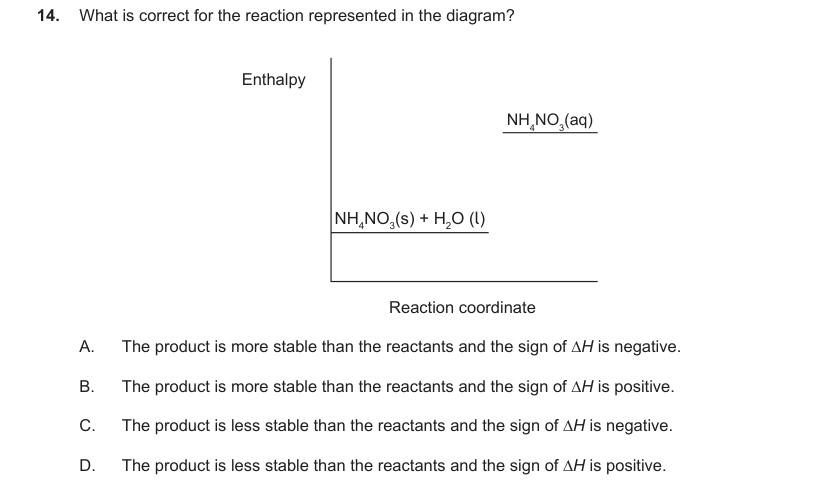 14. What is correct for the reaction represented in the diagram?
Enthalpy
NH₄NO₃(aq)
NH₄NO₃(s) + H₂O (l)
Reaction coordinate
A. The product is more stable than the reactants and the sign of ΔH is negative.
B. The product is more stable than the reactants and the sign of ΔH is positive.
C. The product is less stable than the reactants and the sign of ΔH is negative.
D. The product is less stable than the reactants and the sign of ΔH is positive.